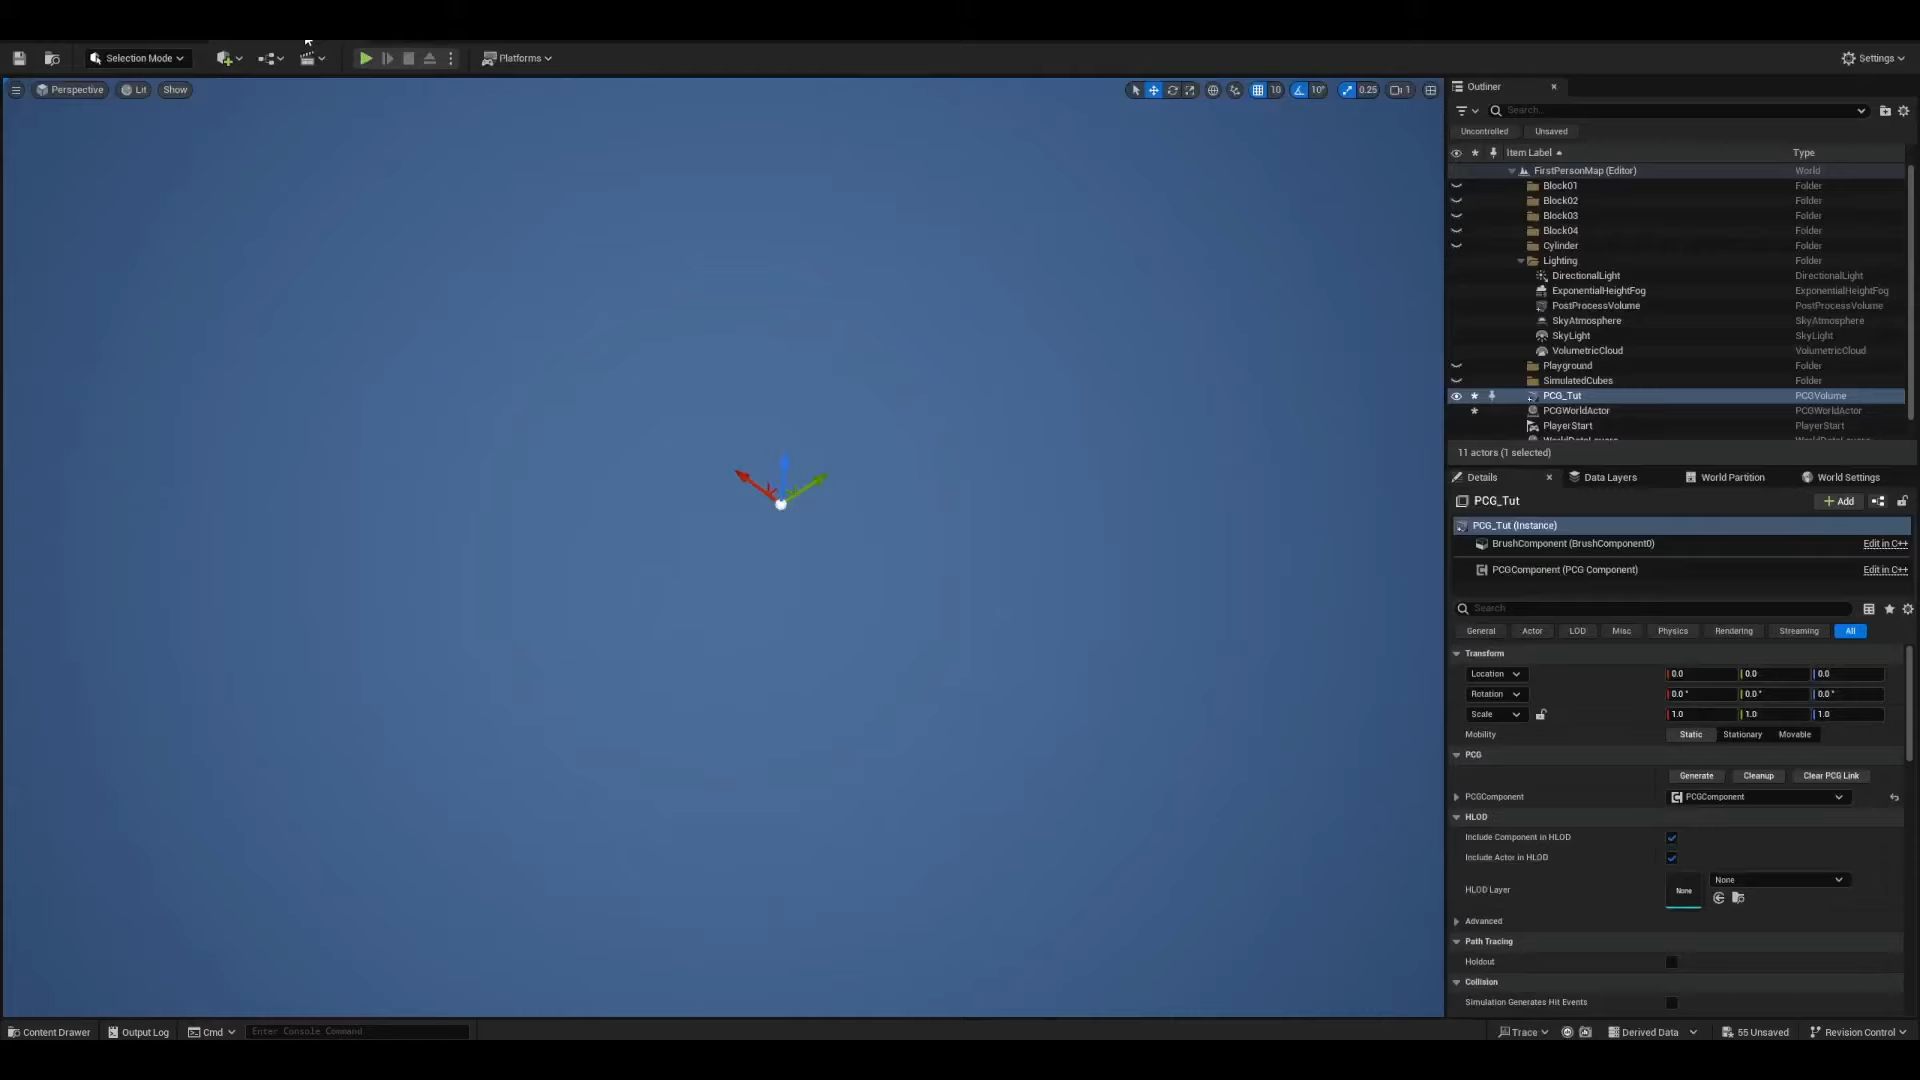 Selection Mode
Platforms
Settings
Perspective
Lit
Show
10
10°
0.25
1
Outliner
Search...
Uncontrolled
Unsaved
Item Label
Type
FirstPersonMap (Editor)
World
Block01
Folder
Block02
Folder
Block03
Folder
Block04
Folder
Cylinder
Folder
Lighting
Folder
DirectionalLight
DirectionalLight
ExponentialHeightFog
ExponentialHeightFog
PostProcessVolume
PostProcessVolume
SkyAtmosphere
SkyAtmosphere
SkyLight
SkyLight
VolumetricCloud
VolumetricCloud
Playground
Folder
SimulatedCubes
Folder
PCG_Tut
PCGVolume
PCGWorldActor
PCGWorldActor
PlayerStart
PlayerStart
11 actors (1 selected)
Details
Data Layers
World Partition
World Settings
PCG_Tut
Add
PCG_Tut (Instance)
BrushComponent (BrushComponent0)
Edit in C++
PCGComponent (PCG Component)
Edit in C++
Search
General
Actor
LOD
Misc
Physics
Rendering
Streaming
All
Transform
Location
0.0
0.0
0.0
Rotation
0.0 °
0.0 °
0.0 °
Scale
1.0
1.0
1.0
Mobility
Static
Stationary
Movable
PCG
Generate
Cleanup
Clear PCG Link
PCGComponent
PCGComponent
HLOD
Include Component in HLOD
Include Actor in HLOD
HLOD Layer
None
None
Advanced
Path Tracing
Holdout
Collision
Simulation Generates Hit Events
Content Drawer
Output Log
Cmd
Enter Console Command
Trace
Derived Data
55 Unsaved
Revision Control